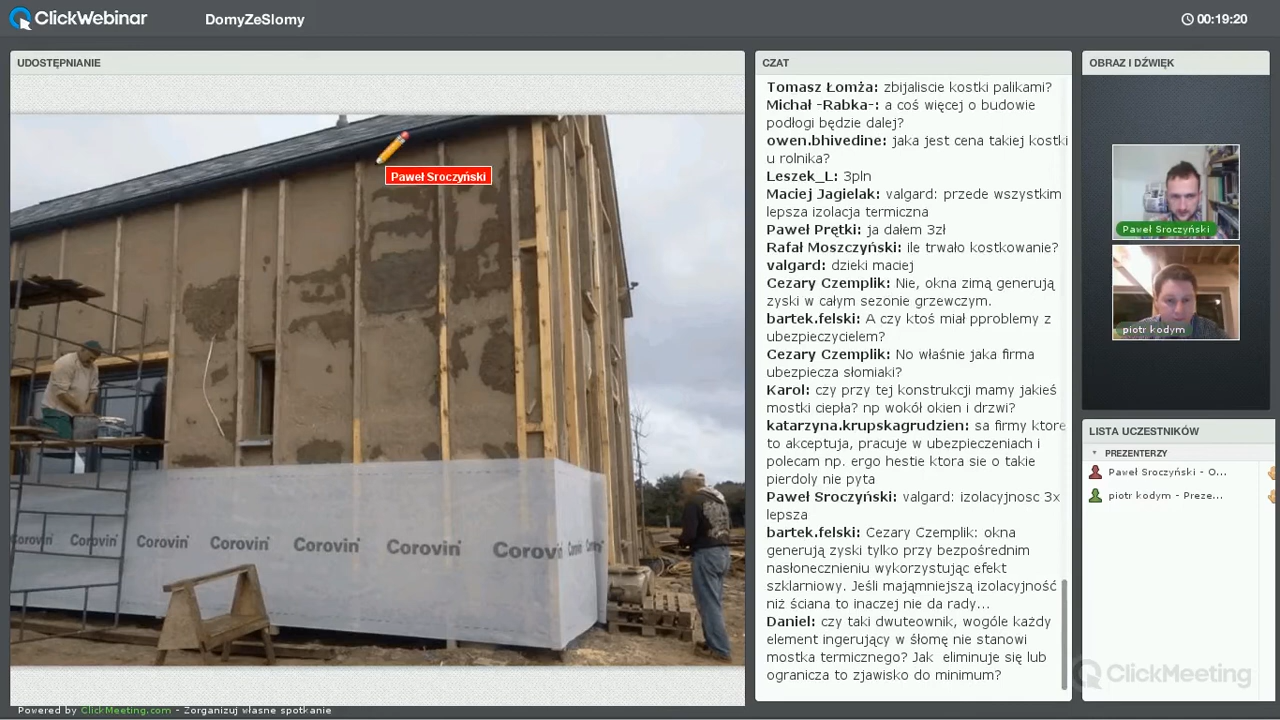 ClickWebinar
DomyZeSlomy
00:19:20
UDOSTĘPNIANIE
Paweł Sroczyński
Corovin Corovin Corovin Corovin Corovin Corovin Corovin Corovin Corovin
Powered by ClickMeeting.com - Zorganizuj własne spotkanie
CZAT
Tomasz Łomża: zbijaliscie kostki palikami?
Michał -Rabka-: a coś więcej o budowie
podłogi będzie dalej?
owen.bhivedine: jaka jest cena takiej kostki
u rolnika?
Leszek_L: 3pln
Maciej Jagielak: valgard: przede wszystkim
lepsza izolacja termiczna
Paweł Prętki: ja dałem 3zł
Rafał Moszczyński: ile trwało kostkowanie?
valgard: dzieki maciej
Cezary Czemplik: Nie, okna zimą generują
zyski w całym sezonie grzewczym.
bartek.felski: A czy ktoś miał pproblemy z
ubezpieczycielem?
Cezary Czemplik: No właśnie jaka firma
ubezpiecza słomiaki?
Karol: czy przy tej konstrukcji mamy jakieś
mostki ciepła? np wokół okien i drzwi?
katarzyna.krupskagrudzien: sa firmy ktore
to akceptuja, pracuje w ubezpieczeniach i
polecam np. ergo hestie ktora sie o takie
pierdoly nie pyta
Paweł Sroczyński: valgard: izolacyjnosc 3x
lepsza
bartek.felski: Cezary Czemplik: okna
generują zyski tylko przy bezpośrednim
nasłonecznieniu wykorzystując efekt
szklarniowy. Jeśli mająmniejszą izolacyjność
niż ściana to inaczej nie da rady...
Daniel: czy taki dwuteownik, wogóle każdy
element ingerujący w śłomę nie stanowi
mostka termicznego? Jak eliminuje się lub
ogranicza to zjawisko do minimum?
OBRAZ I DŹWIĘK
Paweł Sroczyński
piotr kodym
LISTA UCZESTNIKÓW
PREZENTERZY
Paweł Sroczyński - O...
piotr kodym - Preze...
ClickMeeting